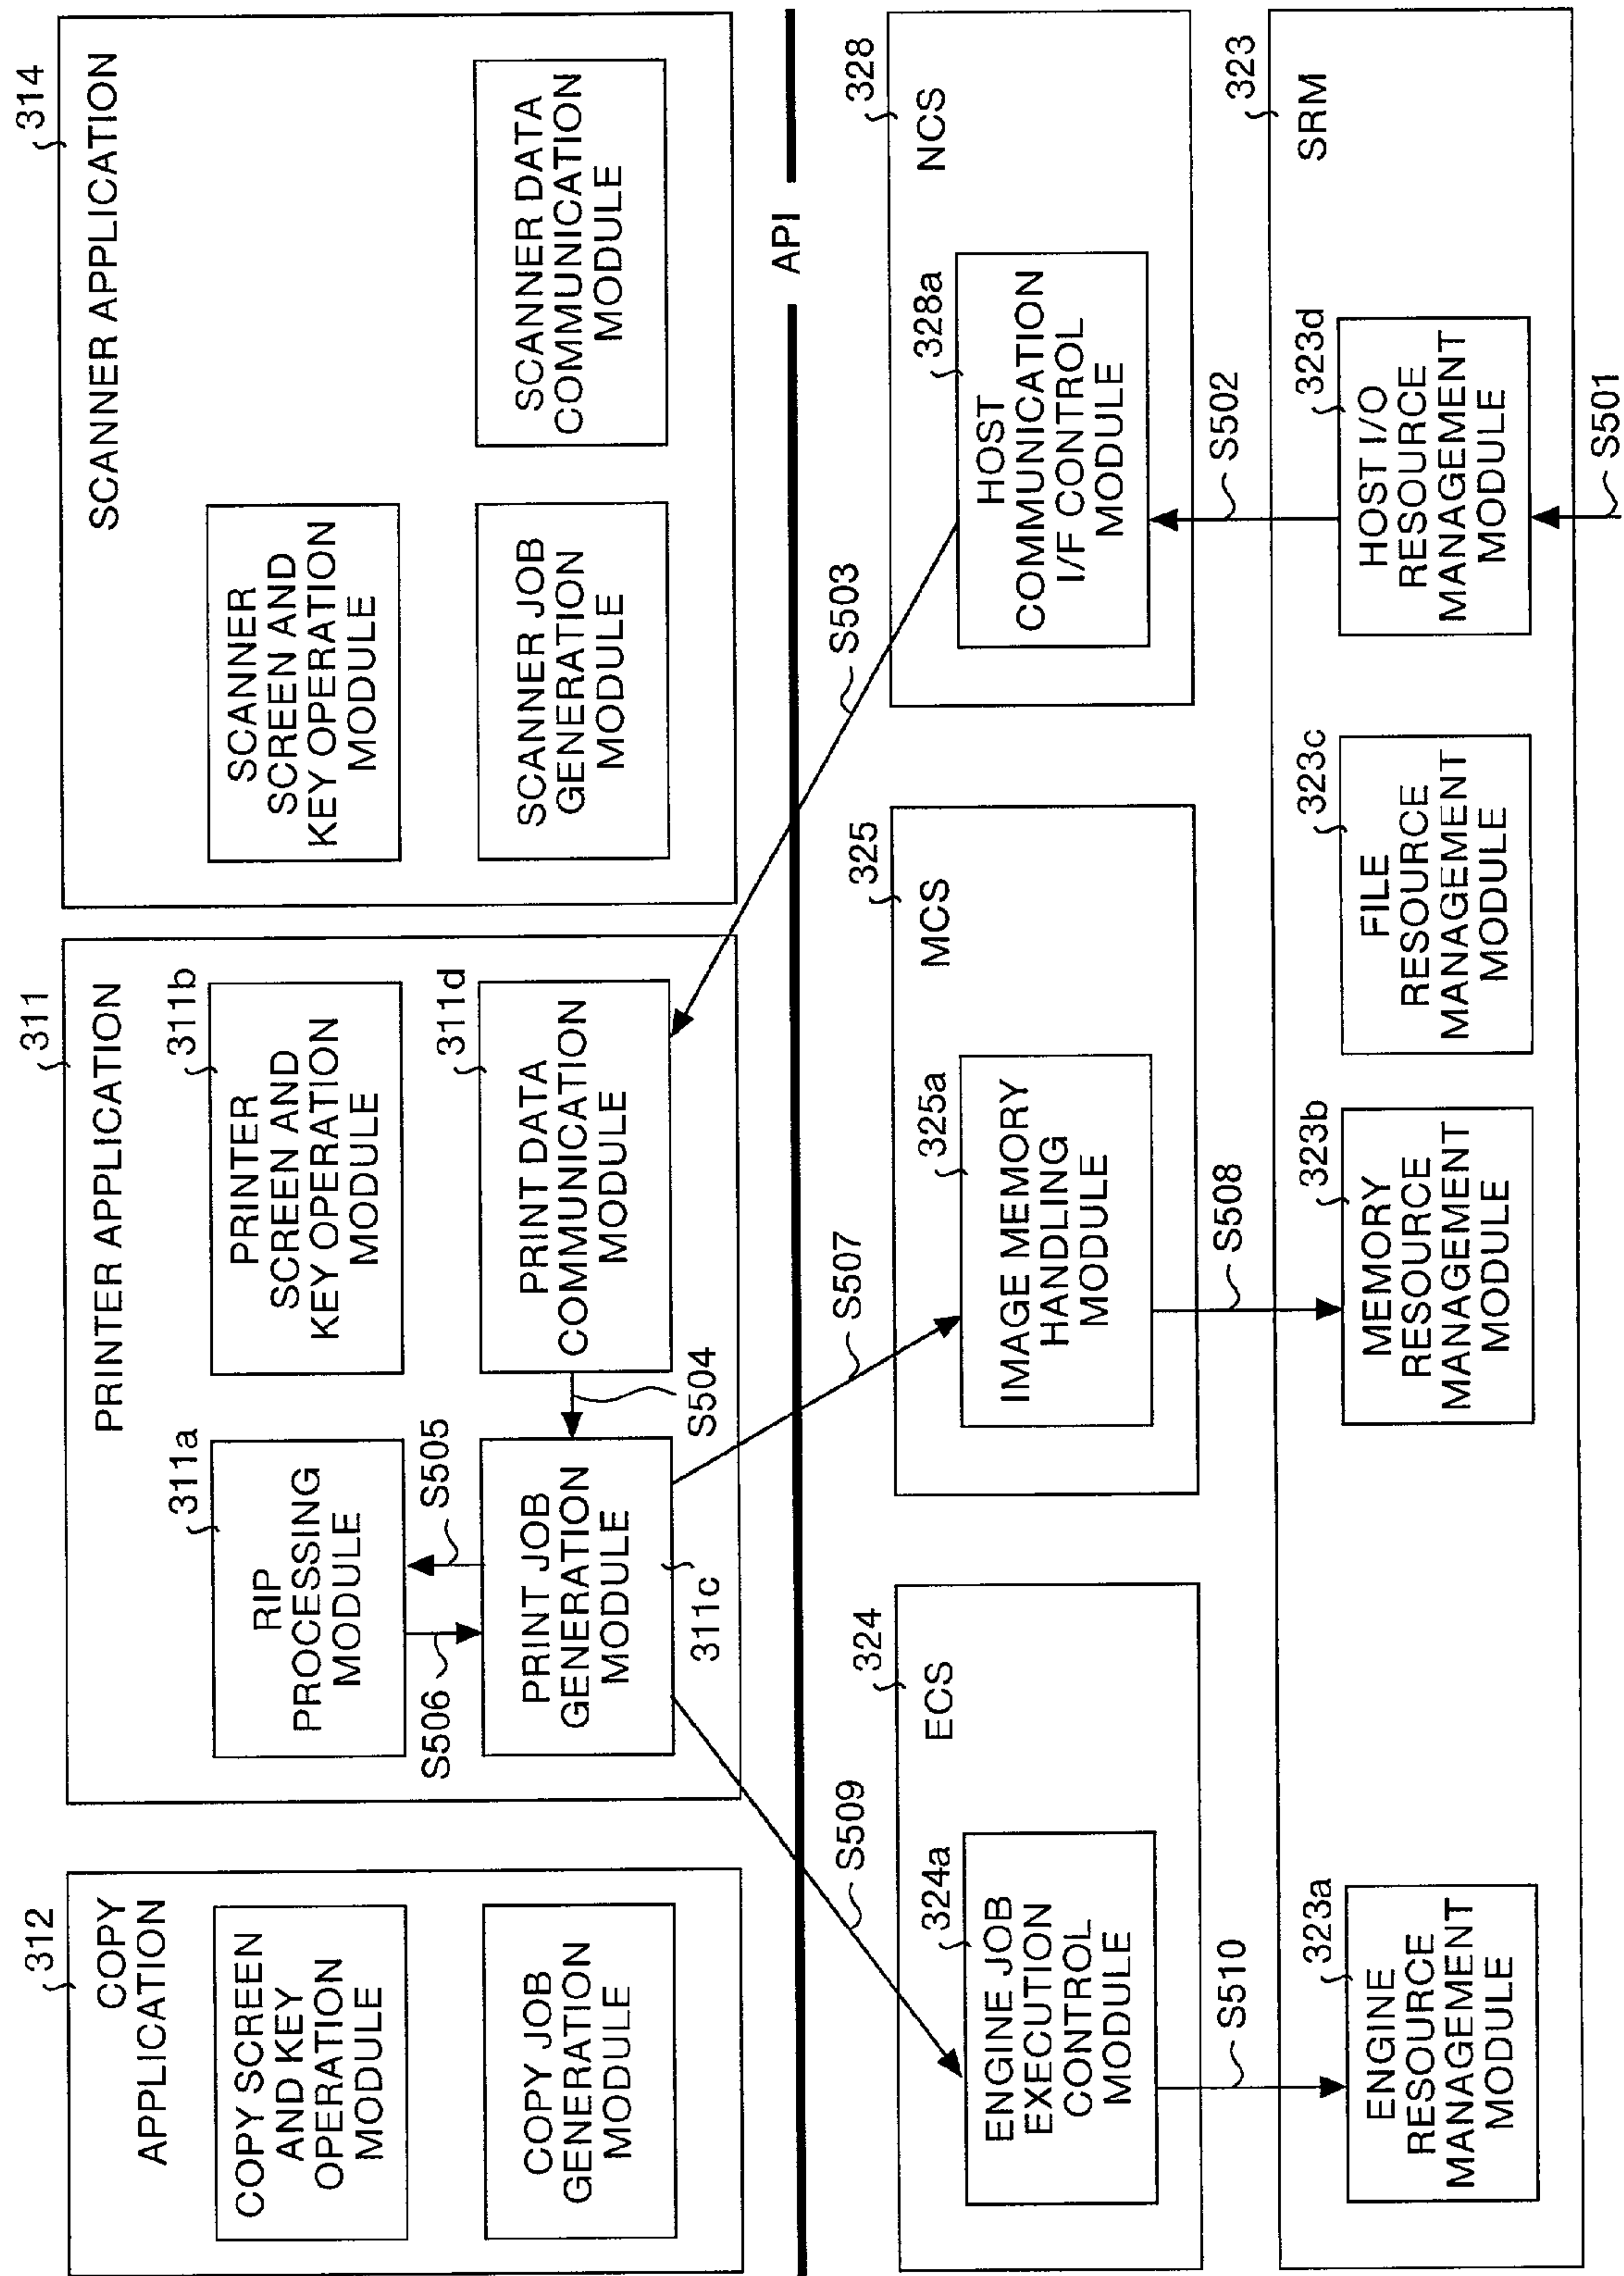 312
COPY
APPLICATION
COPY SCREEN
AND KEY
OPERATION
MODULE
COPY JOB
GENERATION
MODULE
311
PRINTER APPLICATION
311a
RIP
PROCESSING
MODULE
311b
PRINTER
SCREEN AND
KEY OPERATION
MODULE
S506
S505
PRINT JOB
GENERATION
MODULE
311c
S504
311d
PRINT DATA
COMMUNICATION
MODULE
314
SCANNER APPLICATION
SCANNER
SCREEN AND
KEY OPERATION
MODULE
SCANNER JOB
GENERATION
MODULE
SCANNER DATA
COMMUNICATION
MODULE
API
S509
S507
S503
324
ECS
324a
ENGINE JOB
EXECUTION
CONTROL
MODULE
325
MCS
325a
IMAGE MEMORY
HANDLING
MODULE
328
NCS
328a
HOST
COMMUNICATION
I/F CONTROL
MODULE
S510
S508
S502
323
SRM
323a
ENGINE
RESOURCE
MANAGEMENT
MODULE
323b
MEMORY
RESOURCE
MANAGEMENT
MODULE
323c
FILE
RESOURCE
MANAGEMENT
MODULE
323d
HOST I/O
RESOURCE
MANAGEMENT
MODULE
S501